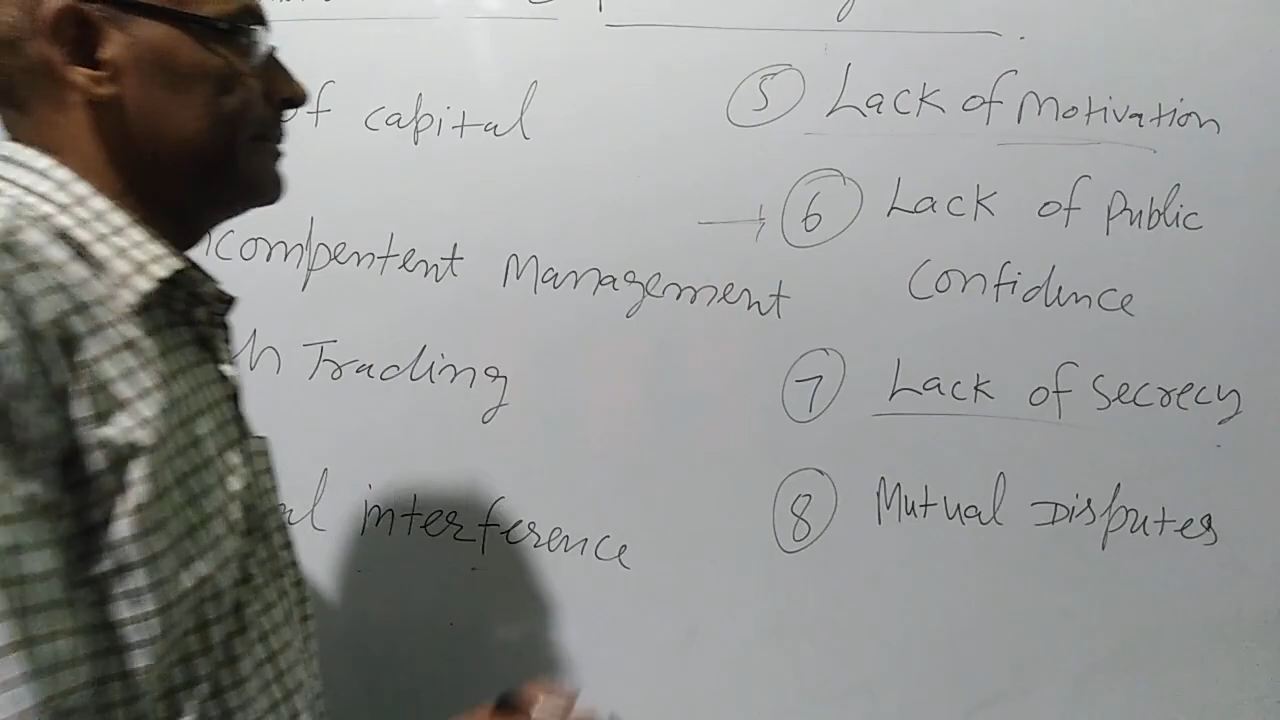 of capital
compentent Management
Trading
interference
5 Lack of Motivation
→ 6 Lack of Public
Confidence
7 Lack of Secrecy
8 Mutual Disputes